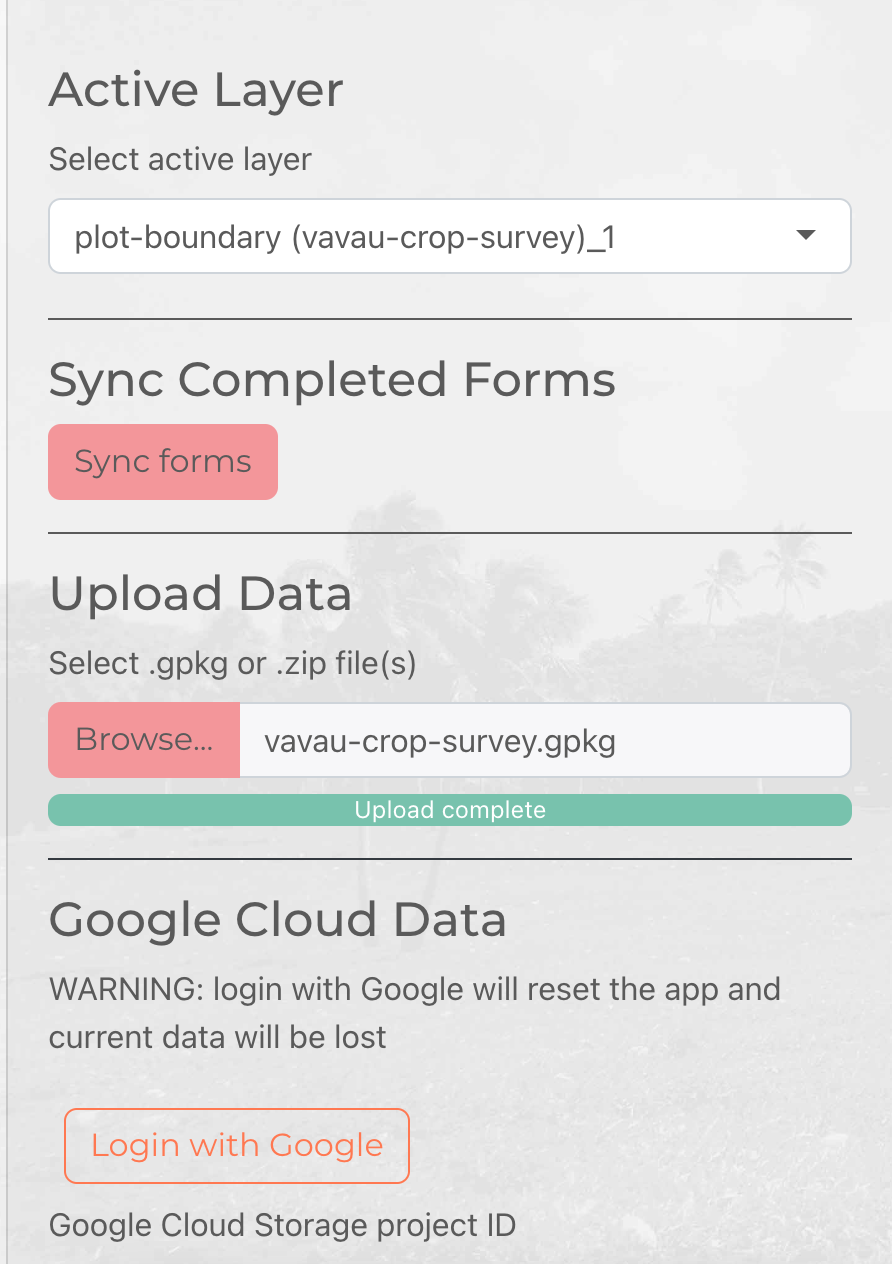 Active Layer
Select active layer
plot-boundary (vavau-crop-survey)_1
Sync Completed Forms
Sync forms
Upload Data
Select .gpkg or .zip file(s)
Browse...
vavau-crop-survey.gpkg
Upload complete
Google Cloud Data
WARNING: login with Google will reset the app and
current data will be lost
Login with Google
Google Cloud Storage project ID